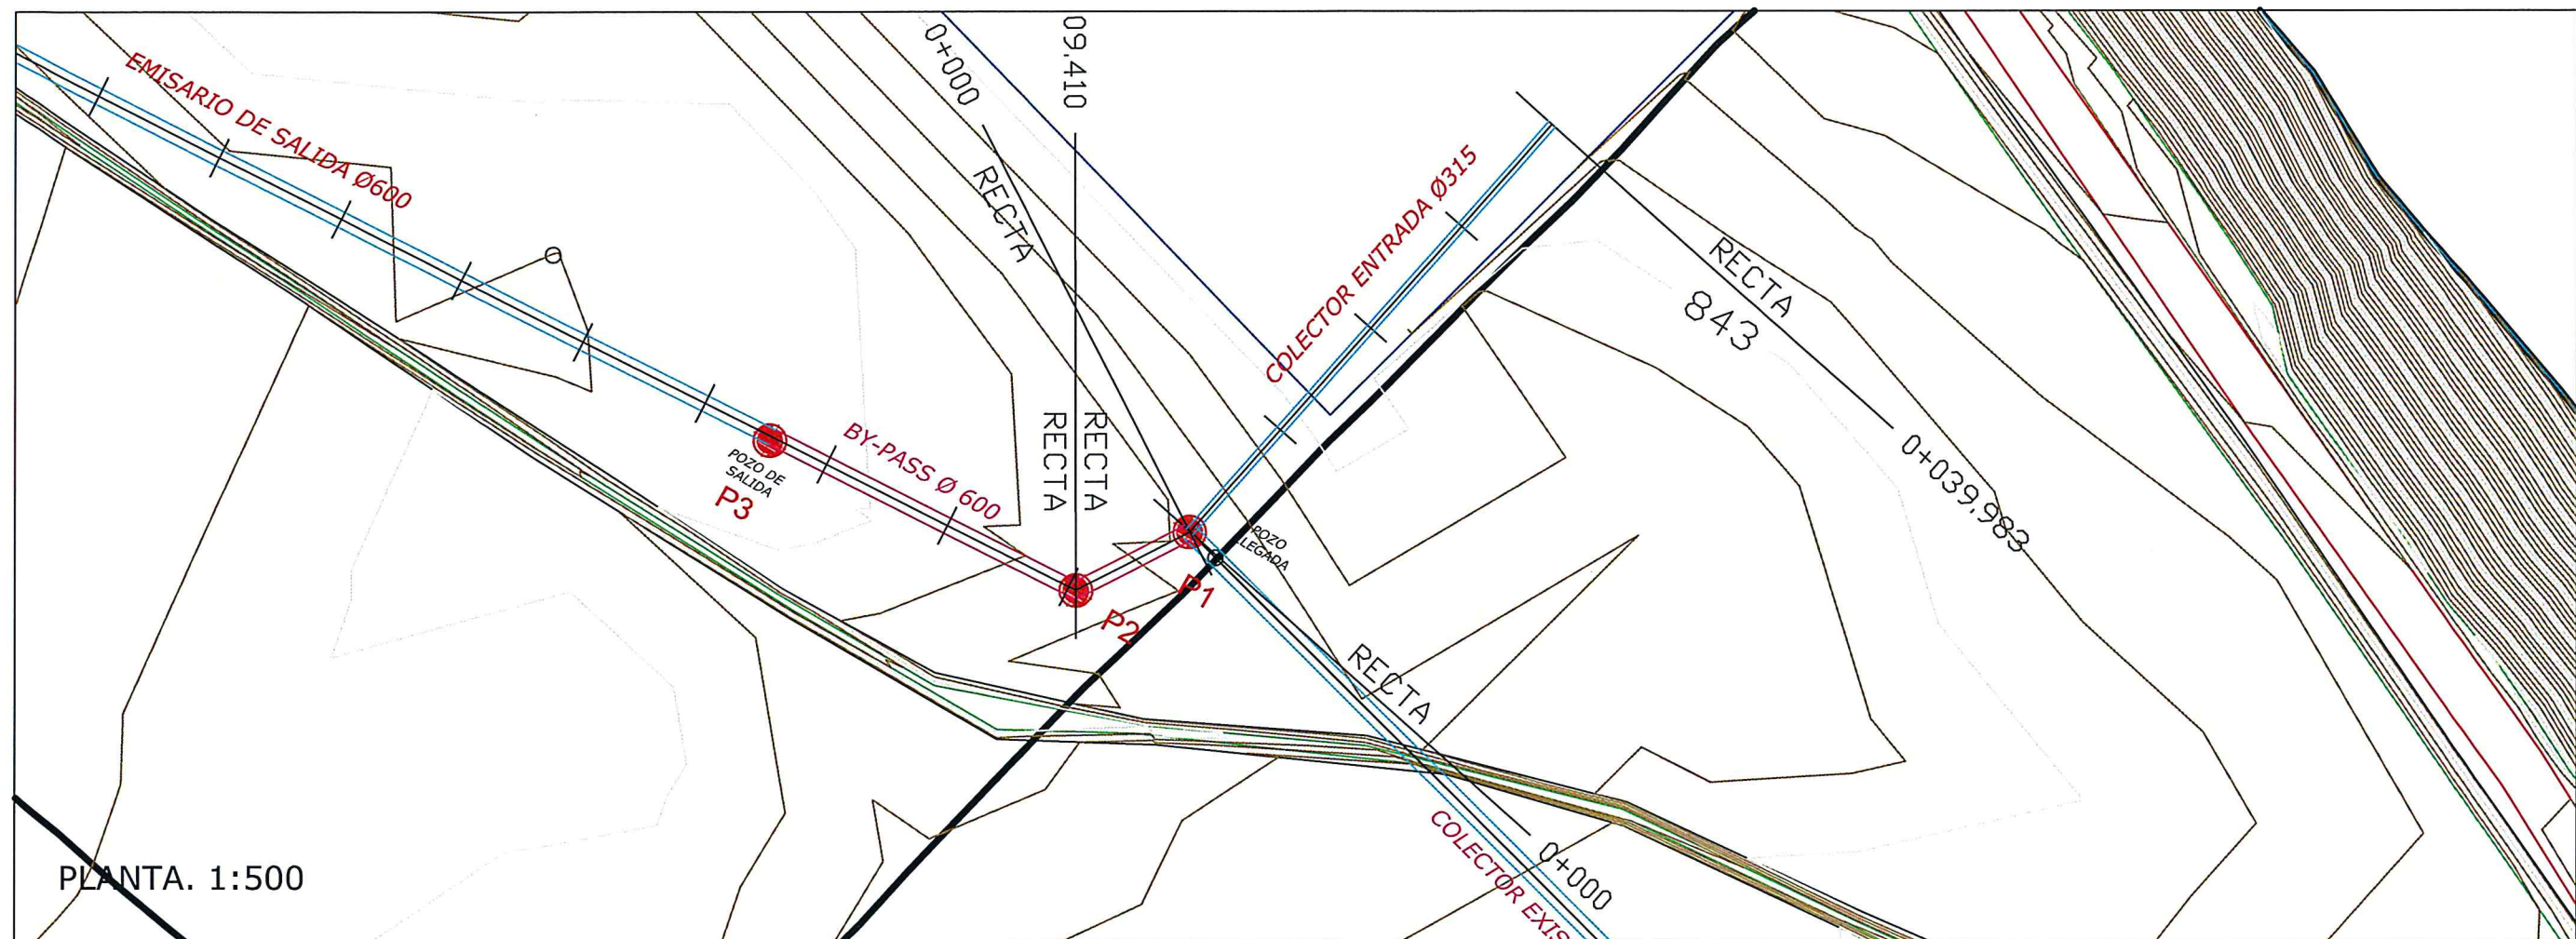 EMISARIO DE SALIDA Ø600
0+000
09.410
RECTA
COLECTOR ENTRADA Ø315
RECTA
843
0+039.983
RECTA
RECTA
BY-PASS Ø 600
POZO DE
SALIDA
P3
POZO
LLEGADA
P1
P2
RECTA
COLECTOR EXIS
0+000
PLANTA. 1:500